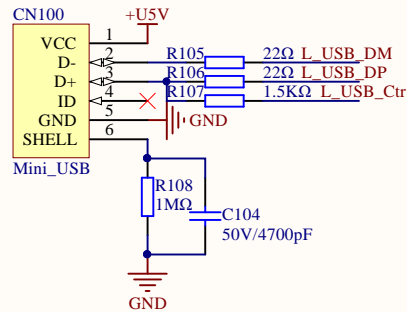 CN100
+U5V
VCC 1
D- 2 R105 22Ω L_USB_DM
D+ 3 R106 22Ω L_USB_DP
ID 4 R107 1.5KΩ L_USB_Ctr
GND 5 GND
SHELL 6
Mini_USB
R108
1MΩ
C104
50V/4700pF
GND